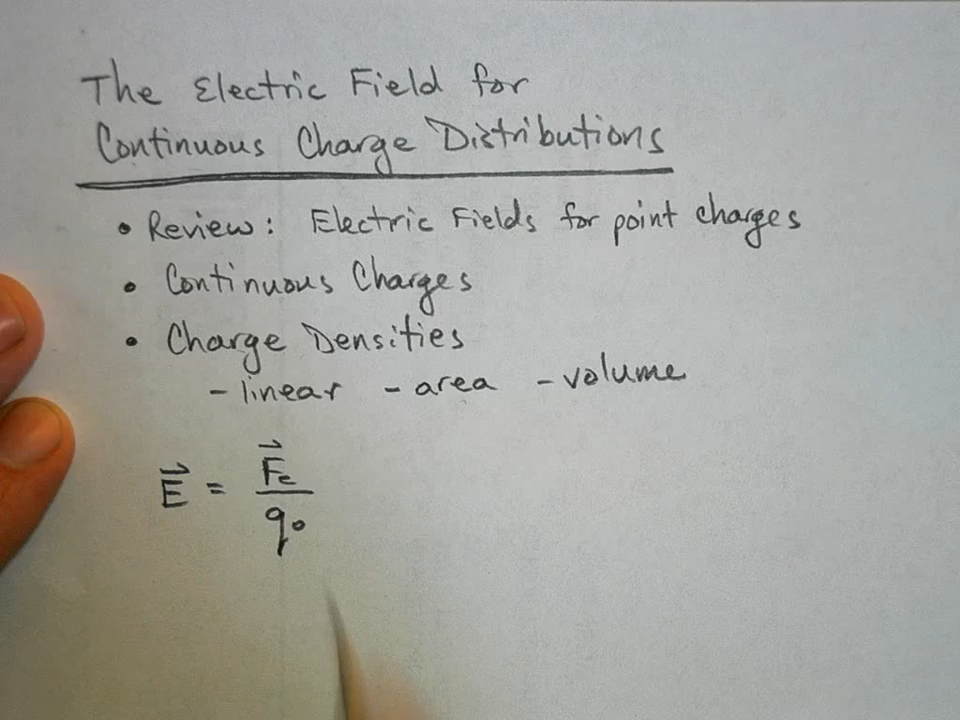 The Electric Field for
Continuous Charge Distributions
• Review: Electric Fields for point charges
• Continuous Charges
• Charge Densities
- linear - area - volume
E⃗ = F⃗e / q₀